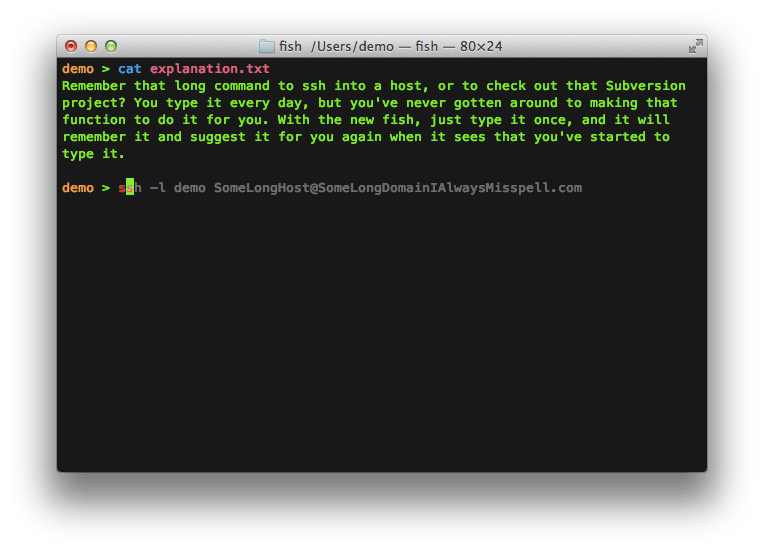 fish /Users/demo — fish — 80×24
demo > cat explanation.txt
Remember that long command to ssh into a host, or to check out that Subversion
project? You type it every day, but you've never gotten around to making that
function to do it for you. With the new fish, just type it once, and it will
remember it and suggest it for you again when it sees that you've started to
type it.
demo > ssh -l demo SomeLongHost@SomeLongDomainIAlwaysMisspell.com